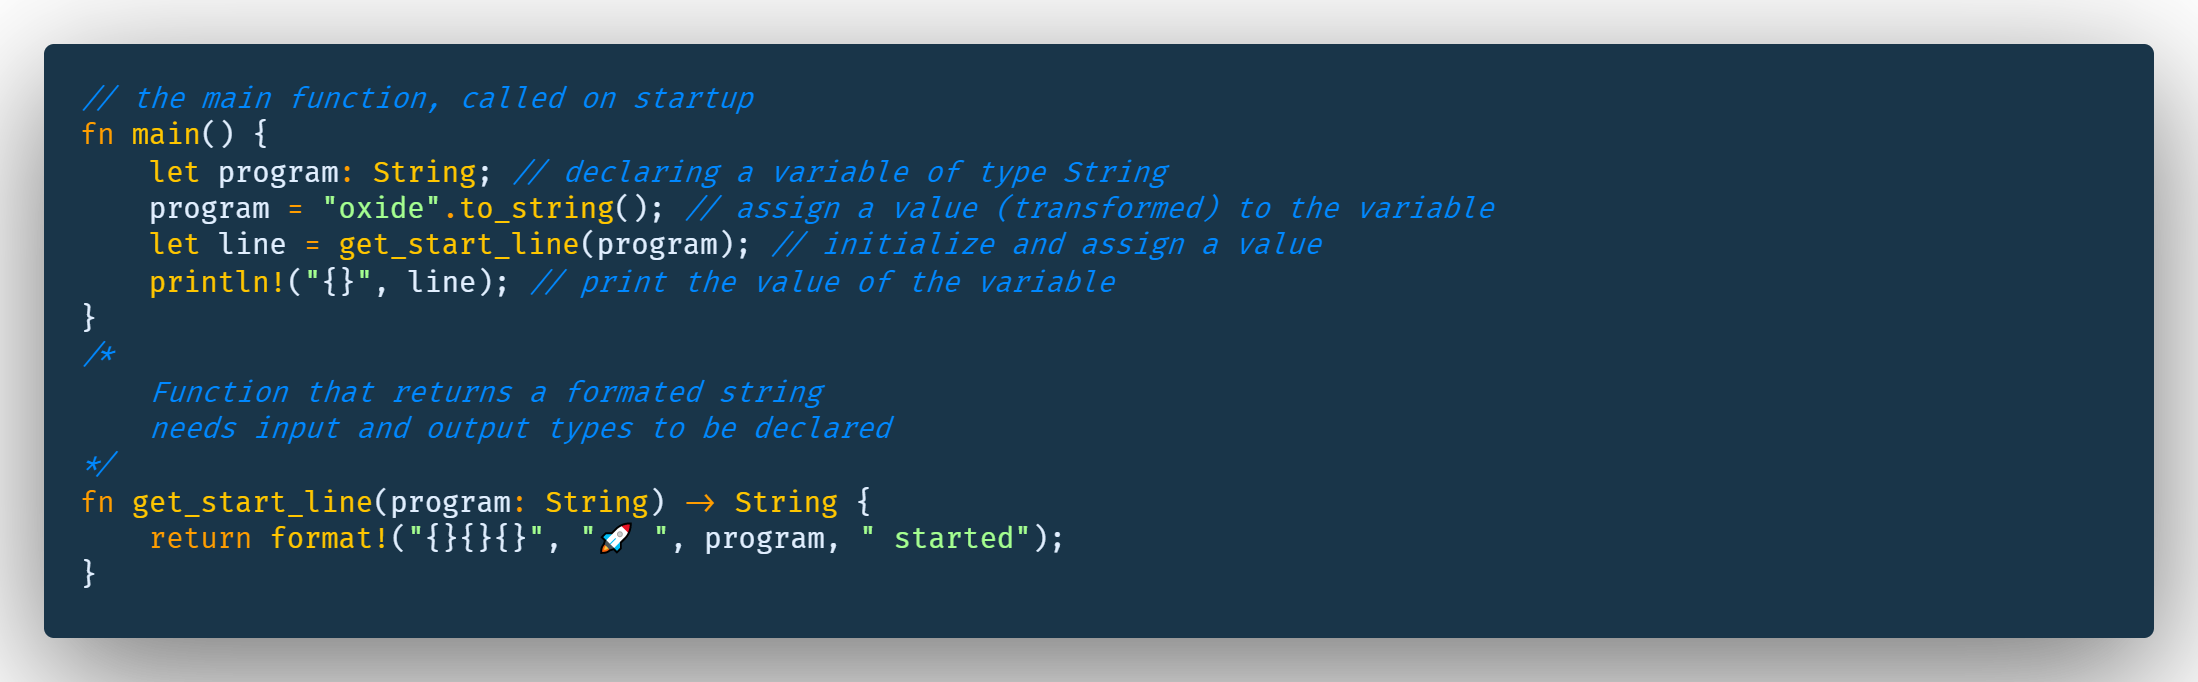 // the main function, called on startup
fn main() {
    let program: String; // declaring a variable of type String
    program = "oxide".to_string(); // assign a value (transformed) to the variable
    let line = get_start_line(program); // initialize and assign a value
    println!("{}", line); // print the value of the variable
}
/*
    Function that returns a formated string
    needs input and output types to be declared
*/
fn get_start_line(program: String) -> String {
    return format!("{}{}{}", "🚀 ", program, " started");
}